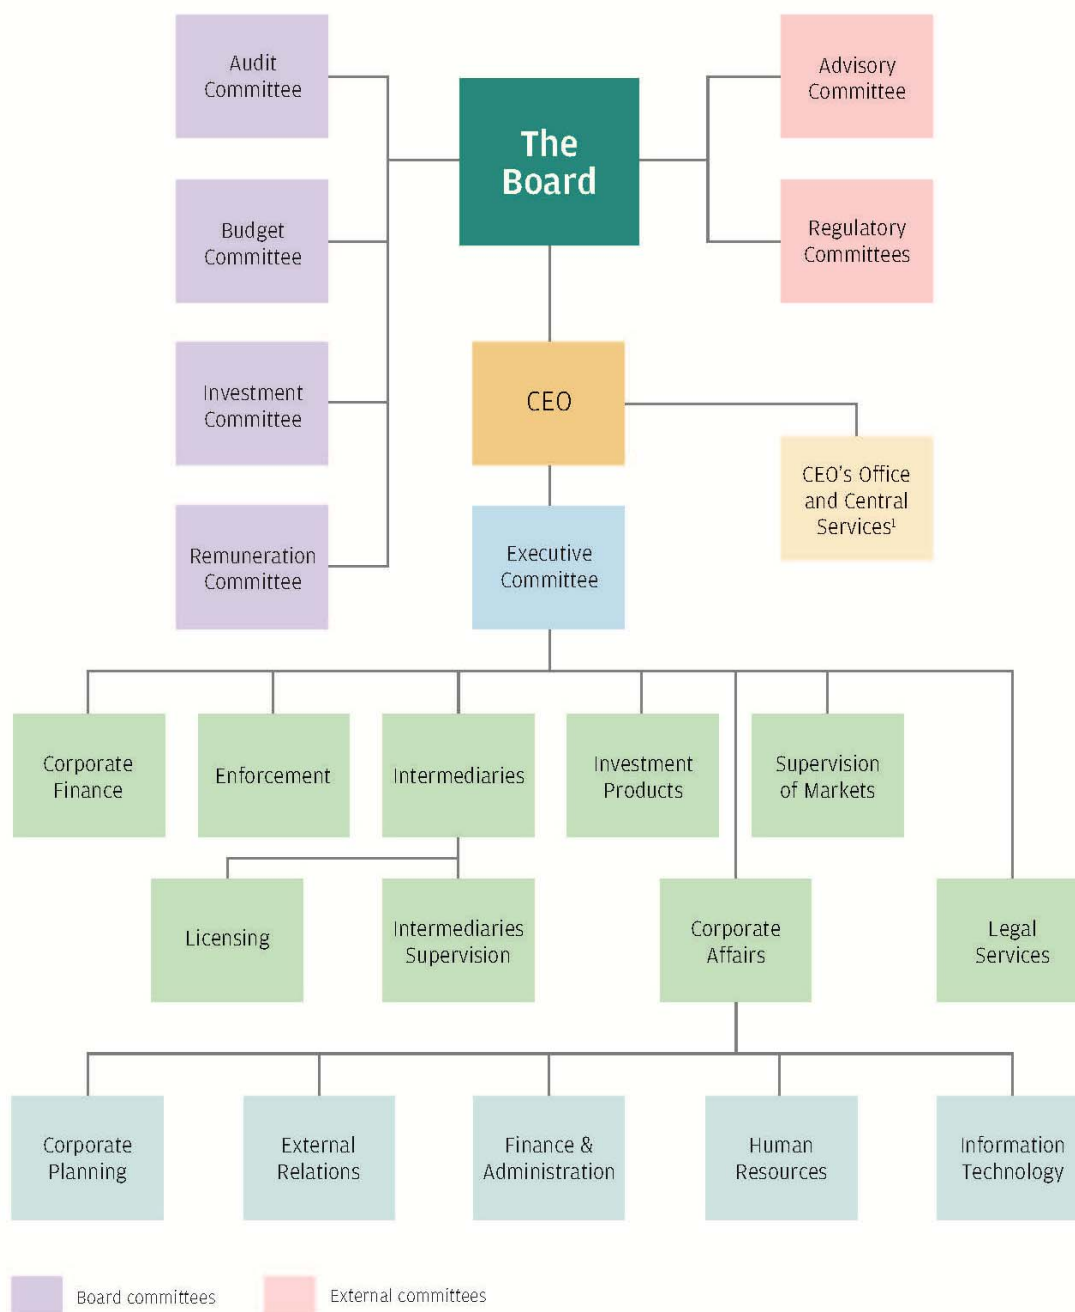 Audit
Committee
The
Board
Advisory
Committee
Budget
Committee
Regulatory
Committees
Investment
Committee
CEO
CEO's Office
and Central
Services¹
Remuneration
Committee
Executive
Committee
Corporate
Finance
Enforcement
Intermediaries
Investment
Products
Supervision
of Markets
Licensing
Intermediaries
Supervision
Corporate
Affairs
Legal
Services
Corporate
Planning
External
Relations
Finance &
Administration
Human
Resources
Information
Technology
Board committees
External committees